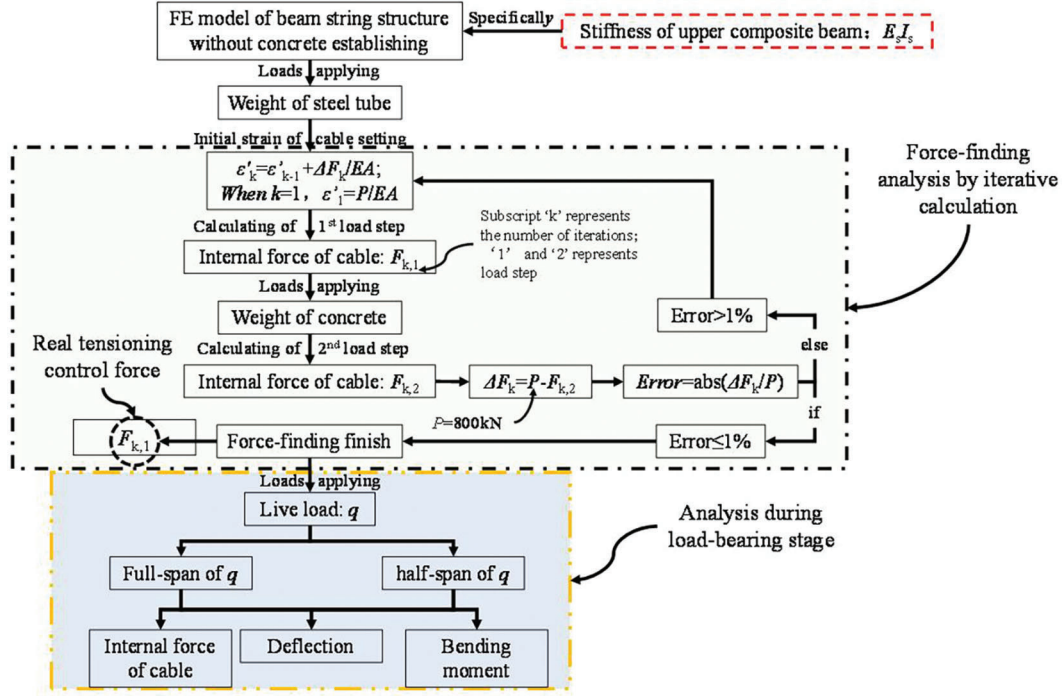 FE model of beam string structure
without concrete establishing
Specifically
Stiffness of upper composite beam： EsIs
Loads applying
Weight of steel tube
Initial strain of cable setting
ε'k=ε'k-1+ΔFk/EA;
When k=1， ε'1=P/EA
Force-finding
analysis by iterative
calculation
Calculating of 1st load step
Subscript ‘k’ represents
the number of iterations;
‘1’ and ‘2’ represents
load step
Internal force of cable: Fk,1
Loads applying
Weight of concrete
Error>1%
Calculating of 2nd load step
else
Real tensioning
control force
Internal force of cable: Fk,2
ΔFk=P-Fk,2
Error=abs(ΔFk/P)
P=800kN
if
Fk,1
Force-finding finish
Error≤1%
Loads applying
Live load: q
Analysis during
load-bearing stage
Full-span of q
half-span of q
Internal force
of cable
Deflection
Bending
moment